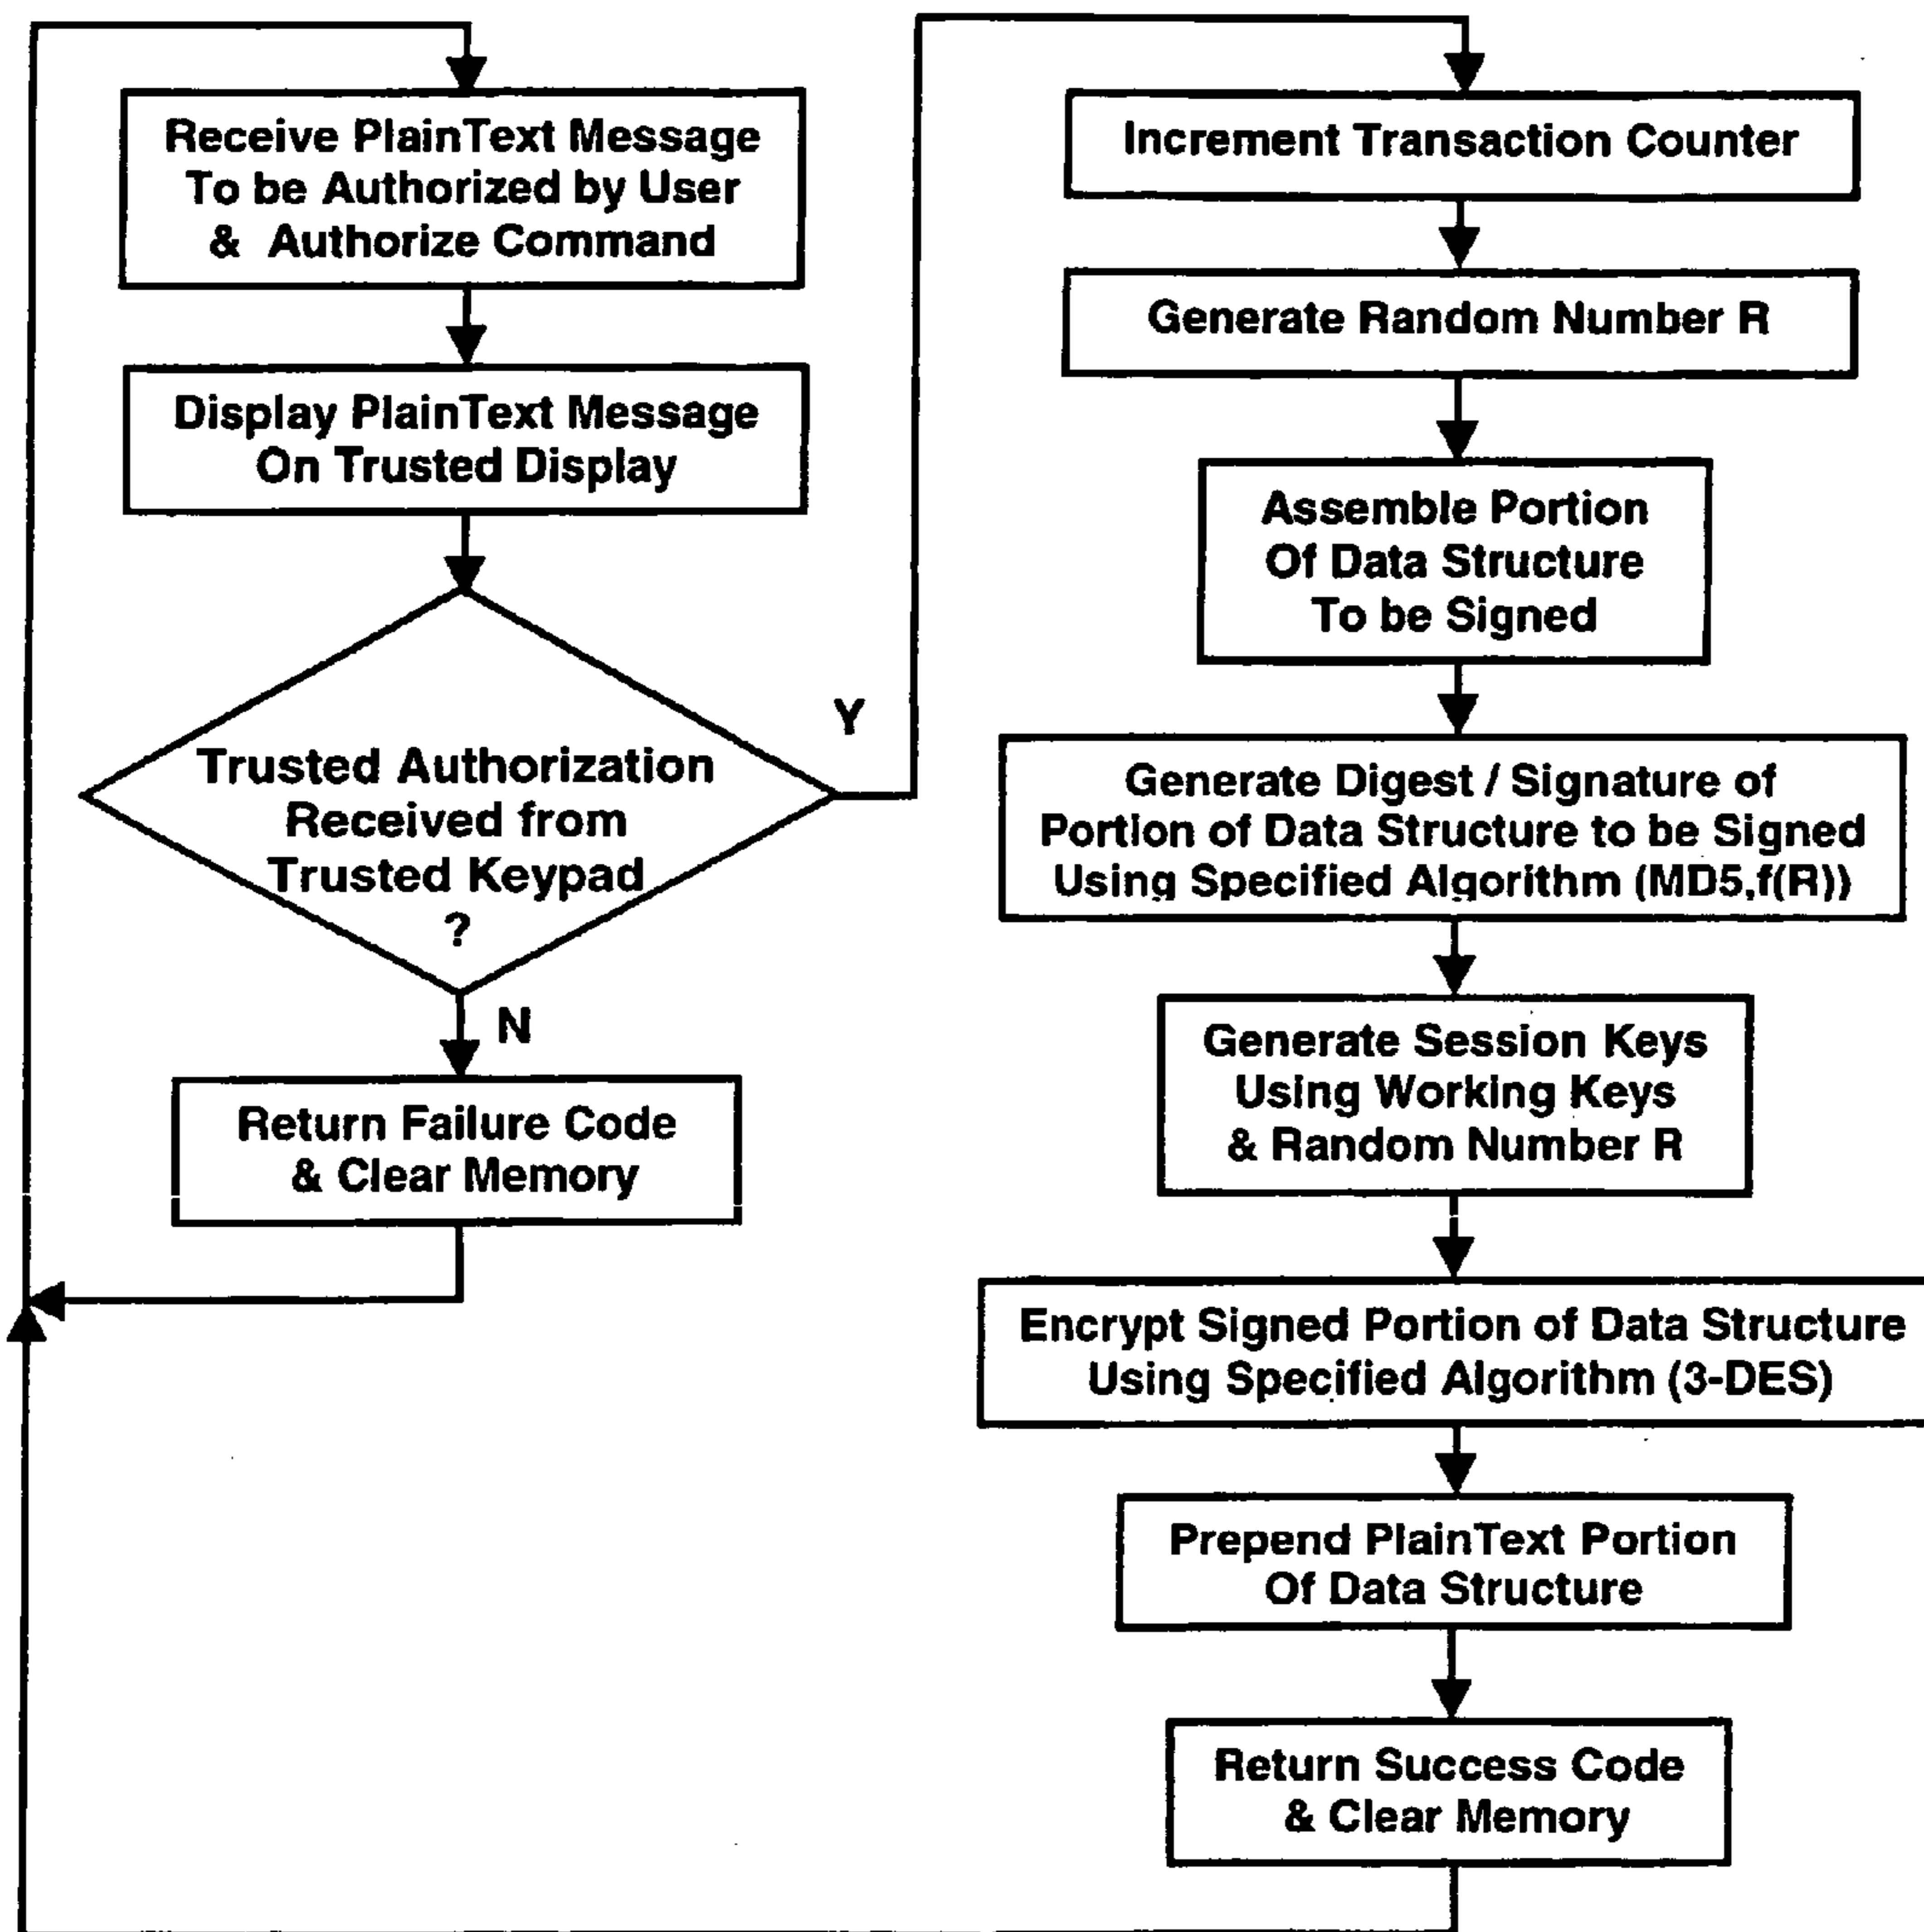 Receive PlainText Message
To be Authorized by User
& Authorize Command
Display PlainText Message
On Trusted Display
Trusted Authorization
Received from
Trusted Keypad
?
Y
N
Return Failure Code
& Clear Memory
Increment Transaction Counter
Generate Random Number R
Assemble Portion
Of Data Structure
To be Signed
Generate Digest / Signature of
Portion of Data Structure to be Signed
Using Specified Algorithm (MD5,f(R))
Generate Session Keys
Using Working Keys
& Random Number R
Encrypt Signed Portion of Data Structure
Using Specified Algorithm (3-DES)
Prepend PlainText Portion
Of Data Structure
Return Success Code
& Clear Memory